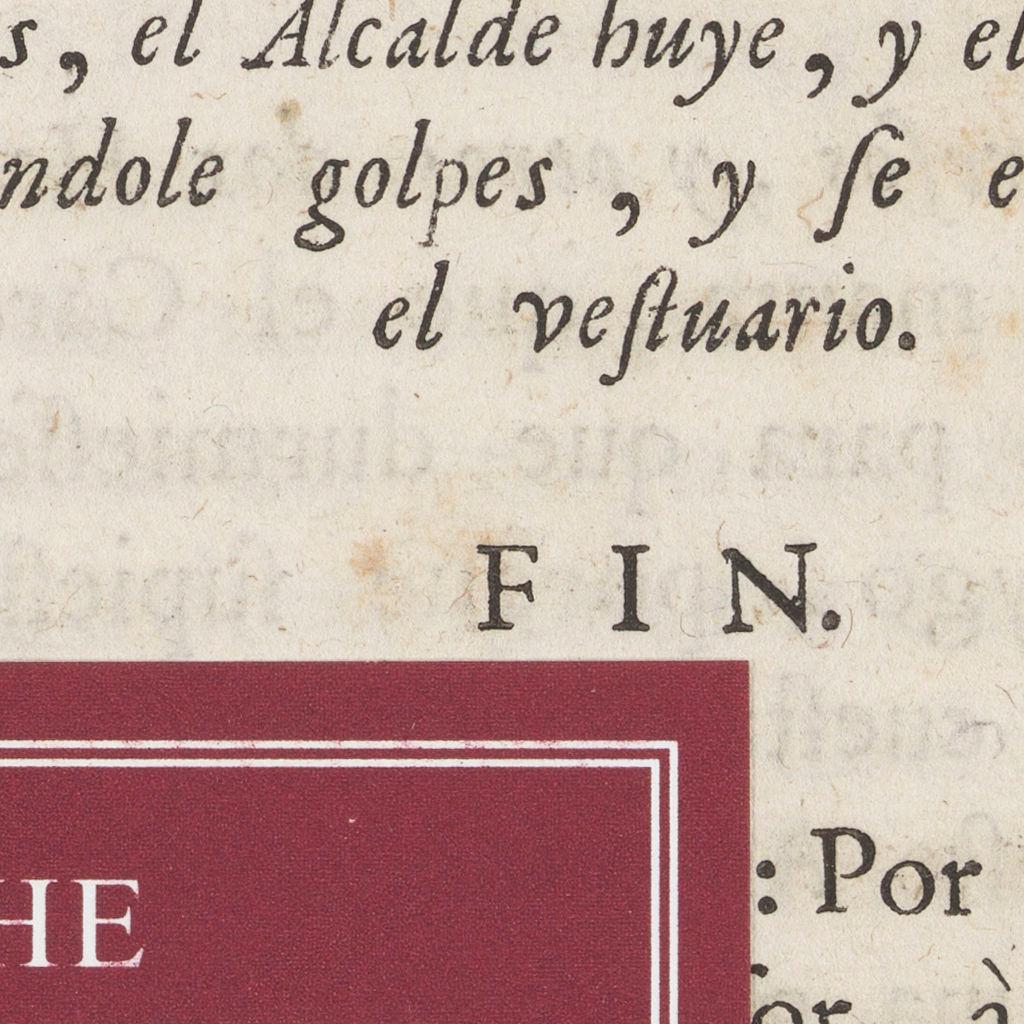 s, el Alcalde huye, y el
ndole golpes, y ſe e
el veſtuario.
FIN.
HE
: Por
or à